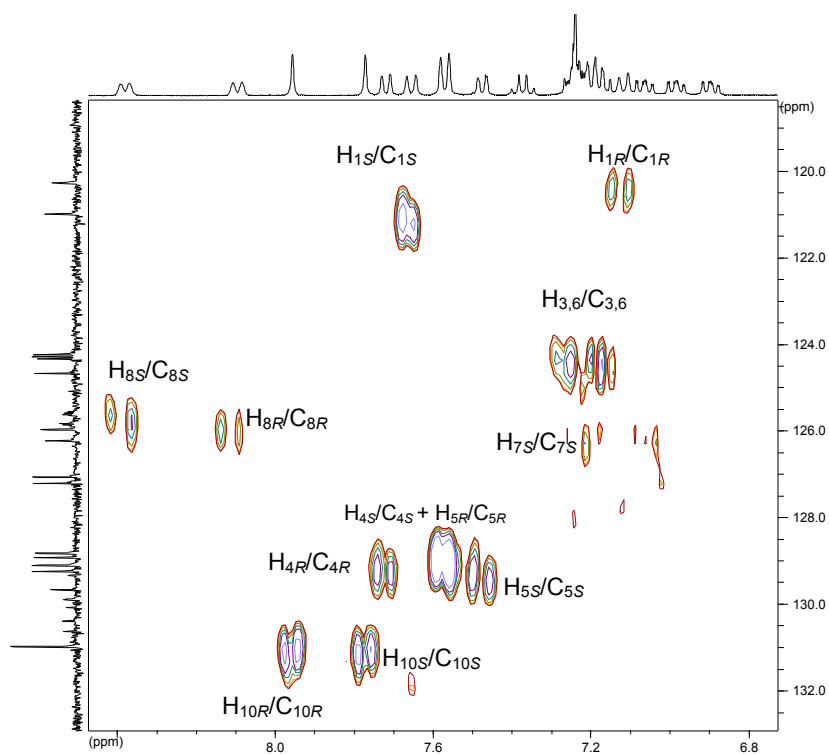 (ppm)
H1S/C1S
H1R/C1R
120.0
122.0
H3,6/C3,6
124.0
H8S/C8S
H8R/C8R
H7S/C7S
126.0
128.0
H4S/C4S + H5R/C5R
H4R/C4R
H5S/C5S
130.0
H10S/C10S
H10R/C10R
132.0
(ppm) 8.0 7.6 7.2 6.8